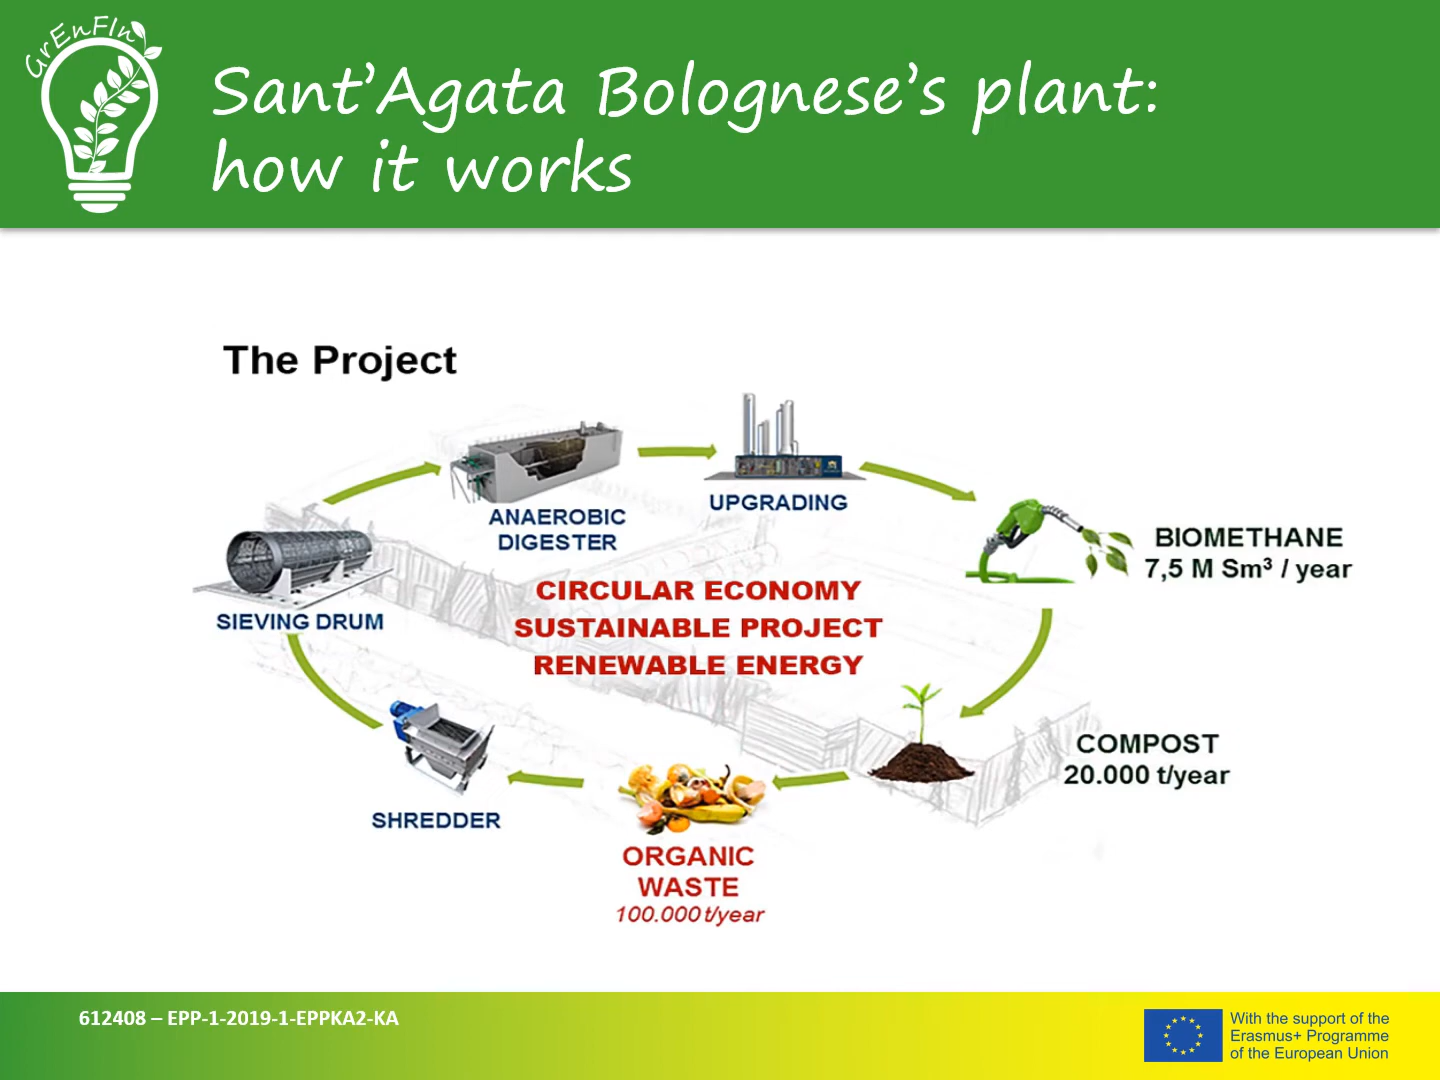 GrEnFIn
Sant’Agata Bolognese’s plant:
how it works
The Project
ANAEROBIC
DIGESTER
UPGRADING
BIOMETHANE
7,5 M Sm³ / year
SIEVING DRUM
CIRCULAR ECONOMY
SUSTAINABLE PROJECT
RENEWABLE ENERGY
COMPOST
20.000 t/year
SHREDDER
ORGANIC
WASTE
100.000 t/year
612408 – EPP-1-2019-1-EPPKA2-KA
With the support of the
Erasmus+ Programme
of the European Union